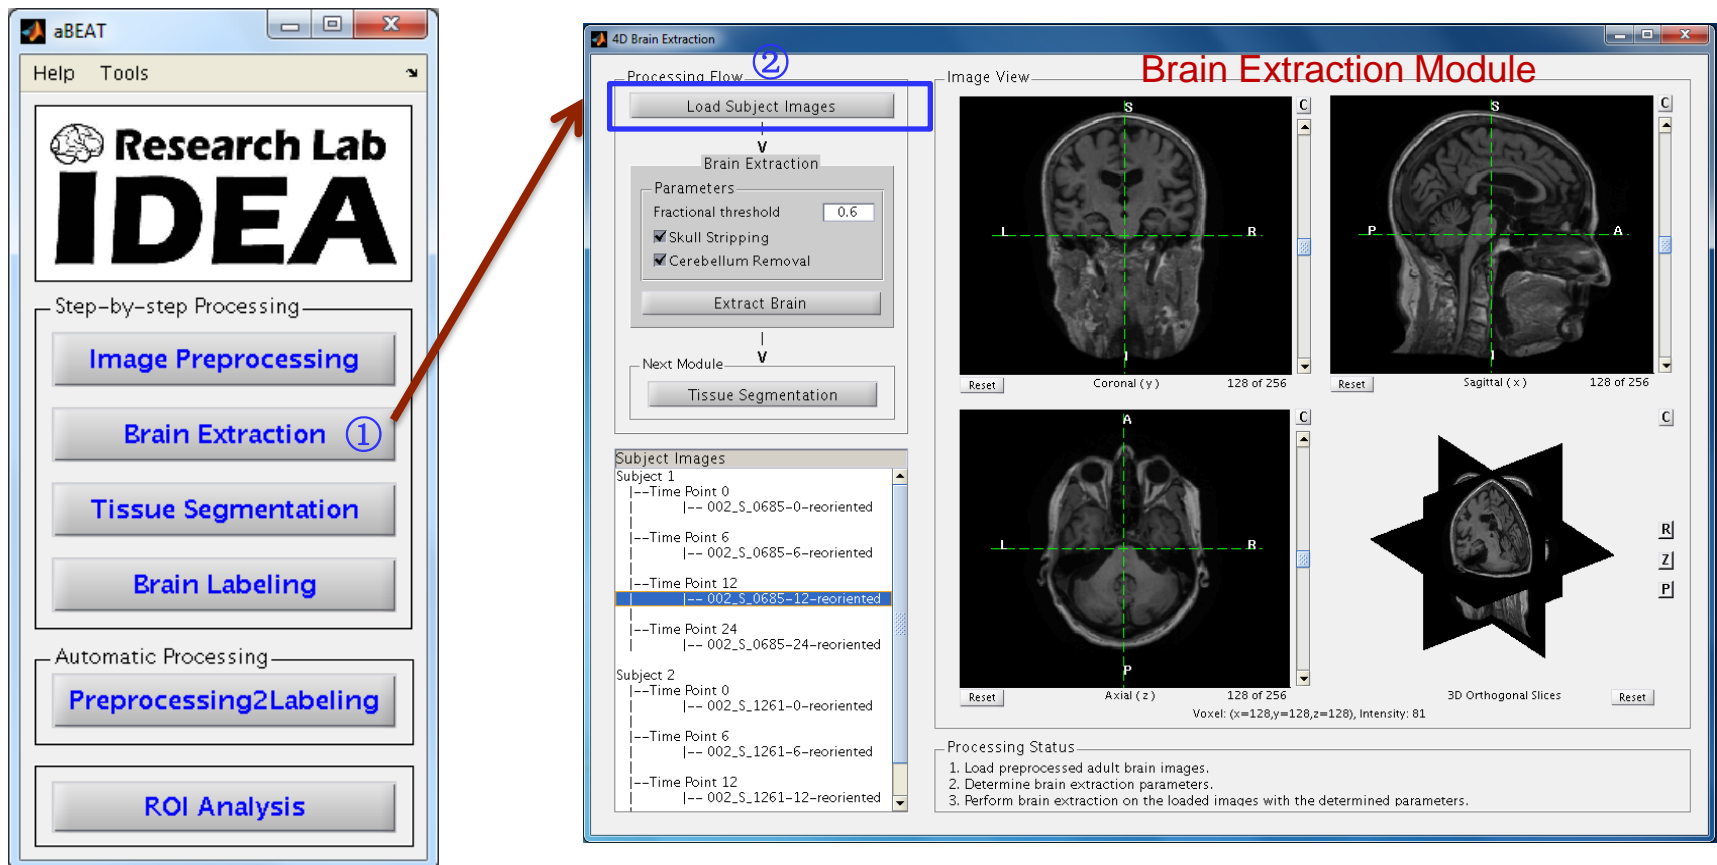 aBEAT
Help Tools
Research Lab
IDEA
Step-by-step Processing
Image Preprocessing
Brain Extraction ①
Tissue Segmentation
Brain Labeling
Automatic Processing
Preprocessing2Labeling
ROI Analysis
4D Brain Extraction
②
Processing Flow
Load Subject Images
V
Brain Extraction
Parameters
Fractional threshold 0.6
Skull Stripping
Cerebellum Removal
Extract Brain
V
Next Module
Tissue Segmentation
Subject Images
Subject 1
|--Time Point 0
|-- 002_S_0685-0-reoriented
|--Time Point 6
|-- 002_S_0685-6-reoriented
|--Time Point 12
|-- 002_S_0685-12-reoriented
|--Time Point 24
|-- 002_S_0685-24-reoriented
Subject 2
|--Time Point 0
|-- 002_S_1261-0-reoriented
|--Time Point 6
|-- 002_S_1261-6-reoriented
|--Time Point 12
|-- 002_S_1261-12-reoriented
Image View
Brain Extraction Module
S C
L R
I
Reset Coronal ( y ) 128 of 256
S C
P A
I
Reset Sagittal ( x ) 128 of 256
A C
L R
P
Reset Axial ( z ) 128 of 256
C
R
Z
P
3D Orthogonal Slices Reset
Voxel: (x=128,y=128,z=128), Intensity: 81
Processing Status
1. Load preprocessed adult brain images.
2. Determine brain extraction parameters.
3. Perform brain extraction on the loaded images with the determined parameters.